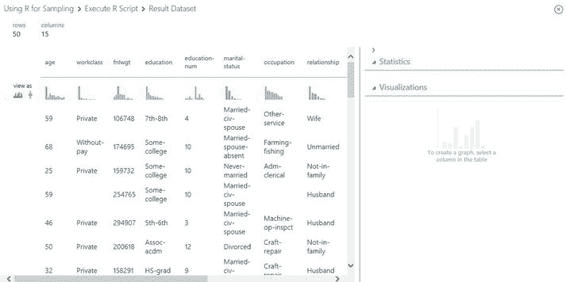 Using R for Sampling > Execute R Script > Result Dataset
rows
50
columns
15
age workclass fnlwgt education education-num marital-status occupation relationship
view as
59 Private 106748 7th-8th 4 Married-civ-spouse Other-service Wife
68 Without-pay 174695 Some-college 10 Married-spouse-absent Farming-fishing Unmarried
25 Private 159732 Some-college 10 Never-married Adm-clerical Not-in-family
59 254765 Some-college 10 Married-civ-spouse Husband
46 Private 294907 5th-6th 3 Married-civ-spouse Machine-op-inspct Husband
50 Private 200618 Assoc-acdm 12 Divorced Craft-repair Not-in-family
32 Private 158291 HS-grad 9 Married-civ- Craft-repair Husband
Statistics
Visualizations
To create a graph, select a
column in the table